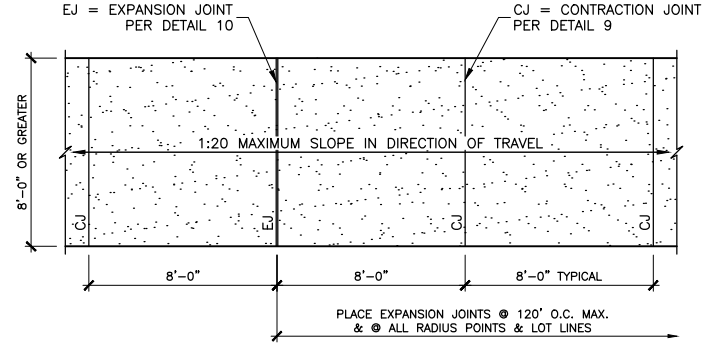 EJ = EXPANSION JOINT
PER DETAIL 10
CJ = CONTRACTION JOINT
PER DETAIL 9
8'-0" OR GREATER
1:20 MAXIMUM SLOPE IN DIRECTION OF TRAVEL
CJ
EJ
CJ
CJ
8'-0"
8'-0"
8'-0" TYPICAL
PLACE EXPANSION JOINTS @ 120' O.C. MAX.
& @ ALL RADIUS POINTS & LOT LINES